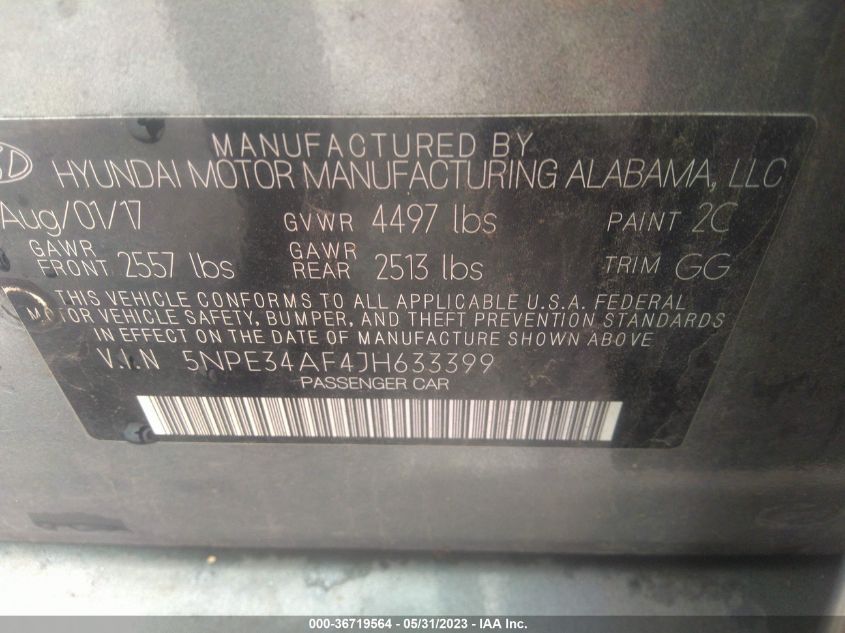 MANUFACTURED BY
HYUNDAI MOTOR MANUFACTURING ALABAMA, LLC
Aug/01/17 GVWR 4497 lbs PAINT 2C
GAWR FRONT 2557 lbs GAWR REAR 2513 lbs TRIM GG
THIS VEHICLE CONFORMS TO ALL APPLICABLE U.S.A. FEDERAL
MOTOR VEHICLE SAFETY, BUMPER, AND THEFT PREVENTION STANDARDS
IN EFFECT ON THE DATE OF MANUFACTURE SHOWN ABOVE.
V.I.N 5NPE34AF4JH633399
PASSENGER CAR
000-36719564 - 05/31/2023 - IAA Inc.